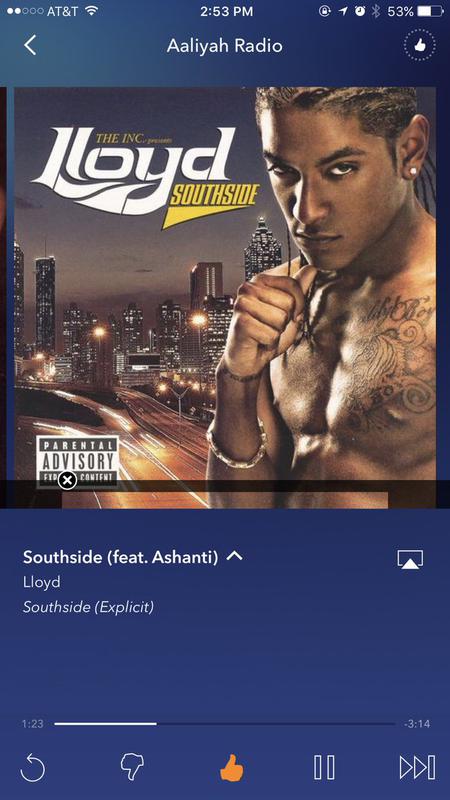 AT&T 2:53 PM 53%
Aaliyah Radio
THE INC. presents
Lloyd
SOUTHSIDE
PARENTAL
ADVISORY
EXPLICIT CONTENT
Southside (feat. Ashanti)
Lloyd
Southside (Explicit)
1:23 -3:14